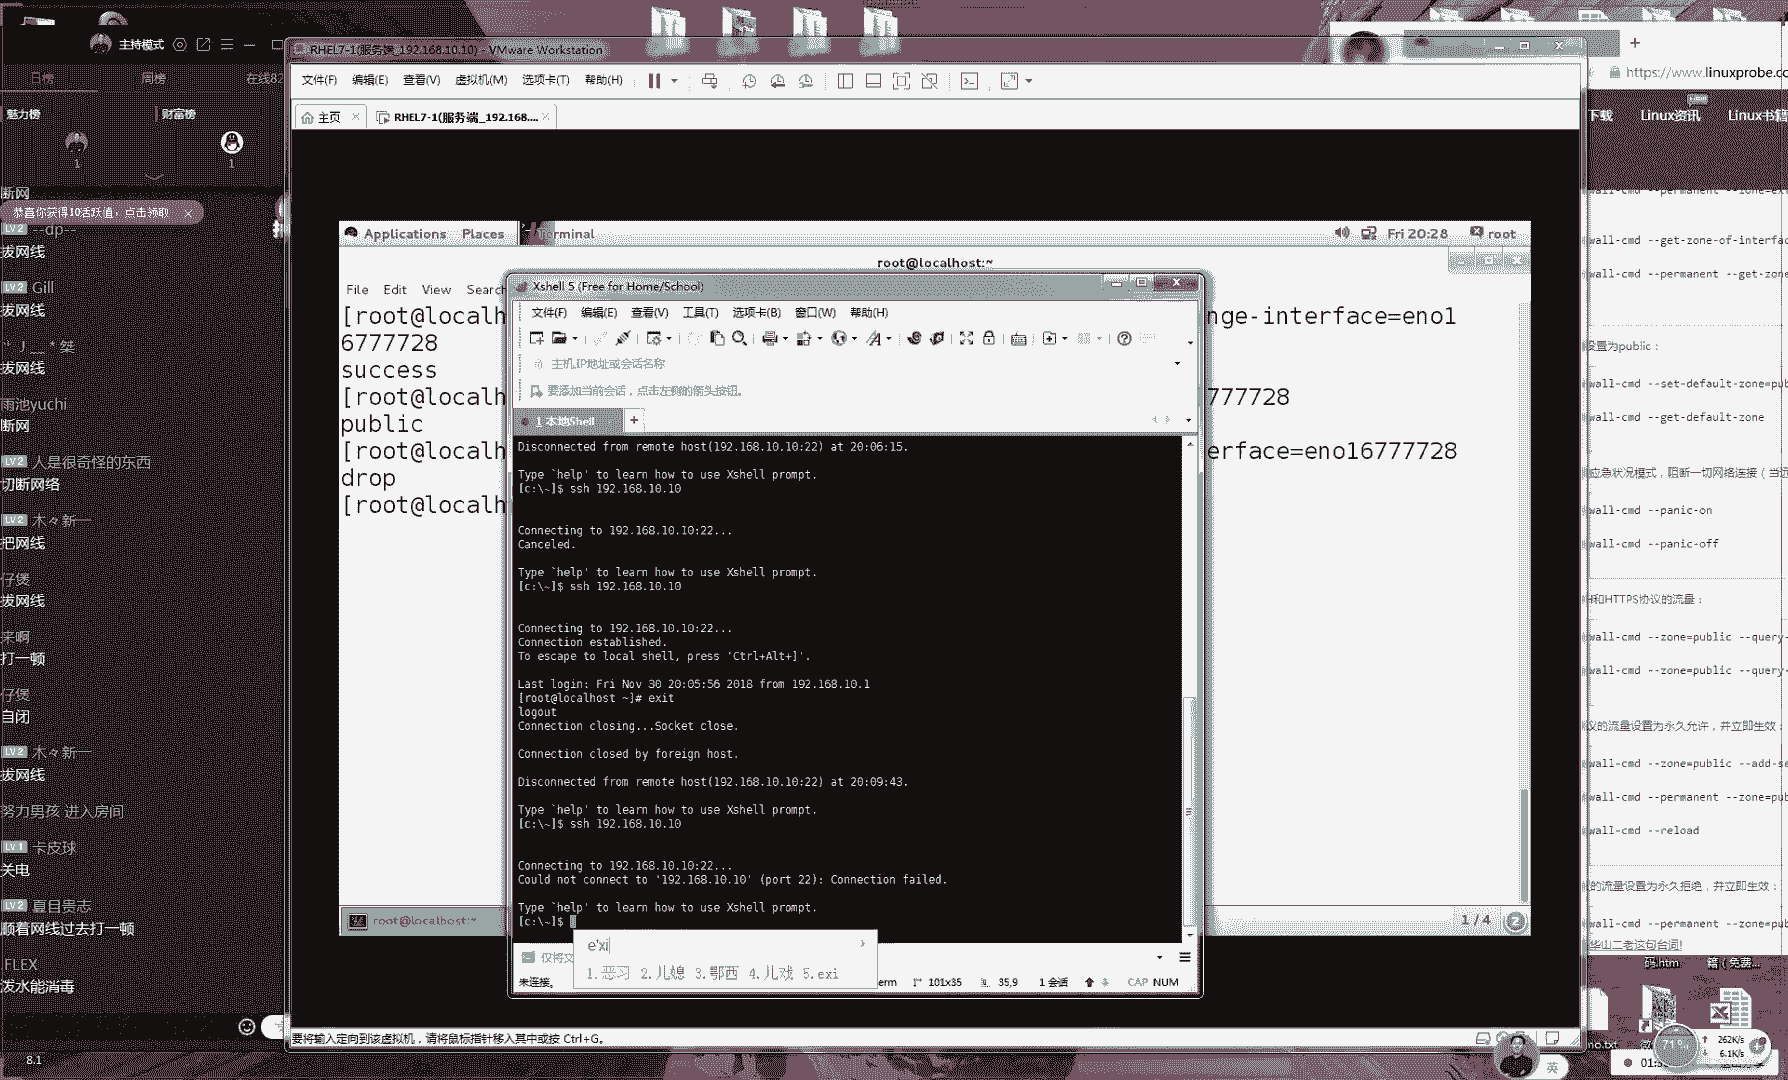 主持模式
日榜 周榜 在线82
魅力榜 财富榜
1 1
断网
恭喜你获得10活跃值，点击领取 ×
LV2 --dp--
拔网线
LV2 Gill
拔网线
拔网线
雨池yuchi
断网
LV2 人是很奇怪的东西
切断网络
LV2 木々新一
把网线
仔煲
拔网线
来啊
打一顿
仔煲
自闭
LV2 木々新一
拔网线
努力男孩 进入房间
LV1 卡皮球
关电
LV2 夏目贵志
顺着网线过去打一顿
FLEX
泼水能消毒
8.1
RHEL7-1(服务端_192.168.10.10) - VMware Workstation
文件(F) 编辑(E) 查看(V) 虚拟机(M) 选项卡(T) 帮助(H)
主页 × RHEL7-1(服务端_192.168.... ×
Applications Places Terminal Fri 20:28 root
root@localhost:~
File Edit View Search
[root@localh nge-interface=eno1
6777728
success
[root@localh 777728
public
[root@localh erface=eno16777728
drop
[root@localh
root@localhost:~ 1 / 4
Xshell 5 (Free for Home/School)
文件(F) 编辑(E) 查看(V) 工具(T) 选项卡(B) 窗口(W) 帮助(H)
主机,IP地址或会话名称
要添加当前会话，点击左侧的箭头按钮。
1 本地Shell +
Disconnected from remote host(192.168.10.10:22) at 20:06:15.
Type `help' to learn how to use Xshell prompt.
[c:\~]$ ssh 192.168.10.10
Connecting to 192.168.10.10:22...
Canceled.
Type `help' to learn how to use Xshell prompt.
[c:\~]$ ssh 192.168.10.10
Connecting to 192.168.10.10:22...
Connection established.
To escape to local shell, press 'Ctrl+Alt+]'.
Last login: Fri Nov 30 20:05:56 2018 from 192.168.10.1
[root@localhost ~]# exit
logout
Connection closing...Socket close.
Connection closed by foreign host.
Disconnected from remote host(192.168.10.10:22) at 20:09:43.
Type `help' to learn how to use Xshell prompt.
[c:\~]$ ssh 192.168.10.10
Connecting to 192.168.10.10:22...
Could not connect to '192.168.10.10' (port 22): Connection failed.
Type `help' to learn how to use Xshell prompt.
[c:\~]$
e'xi
1.恶习 2.儿媳 3.鄂西 4.儿戏 5.exi
仅将文
未连接。 erm 101x35 35,9 1 会话 CAP NUM
要将输入定向到该虚拟机，请将鼠标指针移入其中或按 Ctrl+G。
https://www.linuxprobe.co
下载 Linux资讯 Linux书籍
wall-cmd --permanent --zone=ext
wall-cmd --get-zone-of-interfac
wall-cmd --permanent --get-zone
设置为public：
wall-cmd --set-default-zone=pub
wall-cmd --get-default-zone
应急状况模式，阻断一切网络连接（当远
wall-cmd --panic-on
wall-cmd --panic-off
和HTTPS协议的流量：
wall-cmd --zone=public --query-
wall-cmd --zone=public --query-
议的流量设置为永久允许，并立即生效：
wall-cmd --zone=public --add-se
wall-cmd --permanent --zone=pub
wall-cmd --reload
的流量设置为永久拒绝，并立即生效：
wall-cmd --permanent --zone=pub
华山二老这句台词!
码.htm 籍（免费...
71%
262K/s
6.1K/s
英